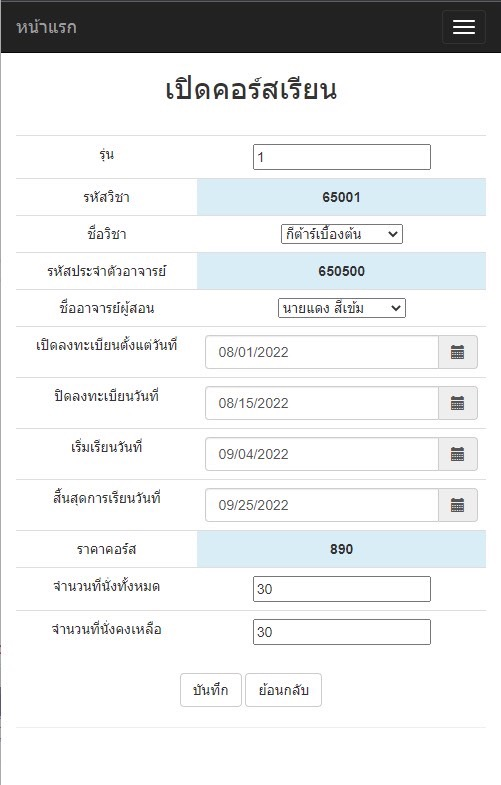 หน้าแรก
เปิดคอร์สเรียน
รุ่น 1
รหัสวิชา 65001
ชื่อวิชา กีต้าร์เบื้องต้น
รหัสประจำตัวอาจารย์ 650500
ชื่ออาจารย์ผู้สอน นายแดง สีเข้ม
เปิดลงทะเบียนตั้งแต่วันที่ 08/01/2022
ปิดลงทะเบียนวันที่ 08/15/2022
เริ่มเรียนวันที่ 09/04/2022
สิ้นสุดการเรียนวันที่ 09/25/2022
ราคาคอร์ส 890
จำนวนที่นั่งทั้งหมด 30
จำนวนที่นั่งคงเหลือ 30
บันทึก ย้อนกลับ